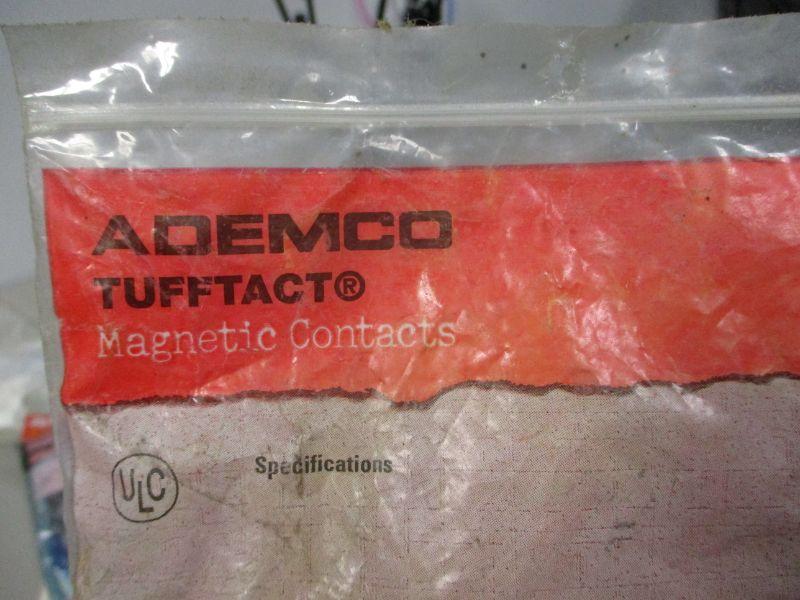 ADEMCO
TUFFTACT®
Magnetic Contacts
Specifications
ULC